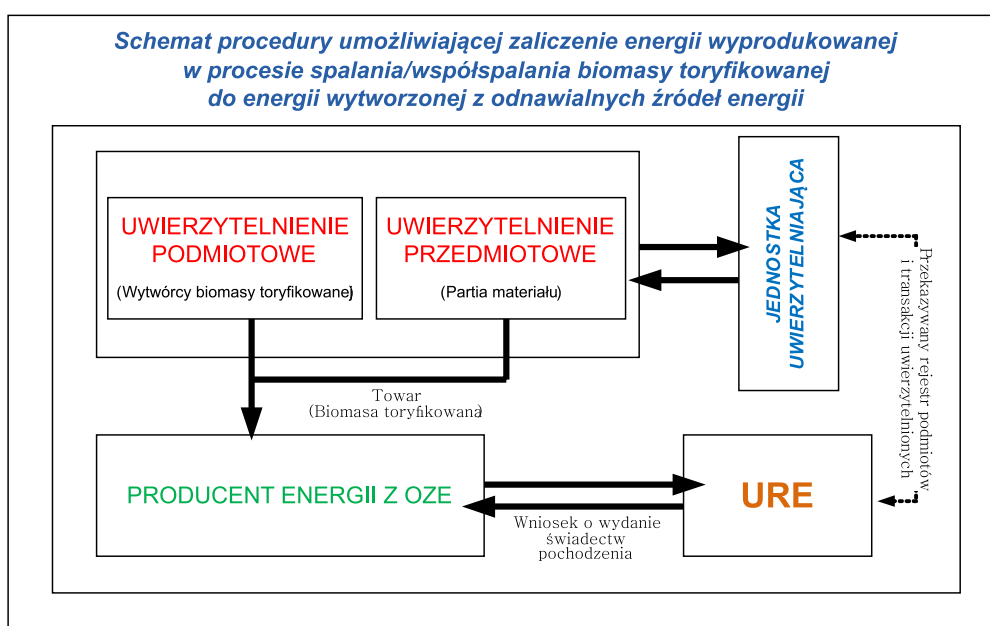 Schemat procedury umożliwiającej zaliczenie energii wyprodukowanej
w procesie spalania/współspalania biomasy toryfikowanej
do energii wytworzonej z odnawialnych źródeł energii
UWIERZYTELNIENIE
PODMIOTOWE
(Wytwórcy biomasy toryfikowanej)
UWIERZYTELNIENIE
PRZEDMIOTOWE
(Partia materiału)
JEDNOSTKA
UWIERZYTELNIAJĄCA
Przekazywany rejestr podmiotów
i transakcji uwierzytelnionych
Towar
(Biomasa toryfikowana)
PRODUCENT ENERGII Z OZE
Wniosek o wydanie
świadectw
pochodzenia
URE